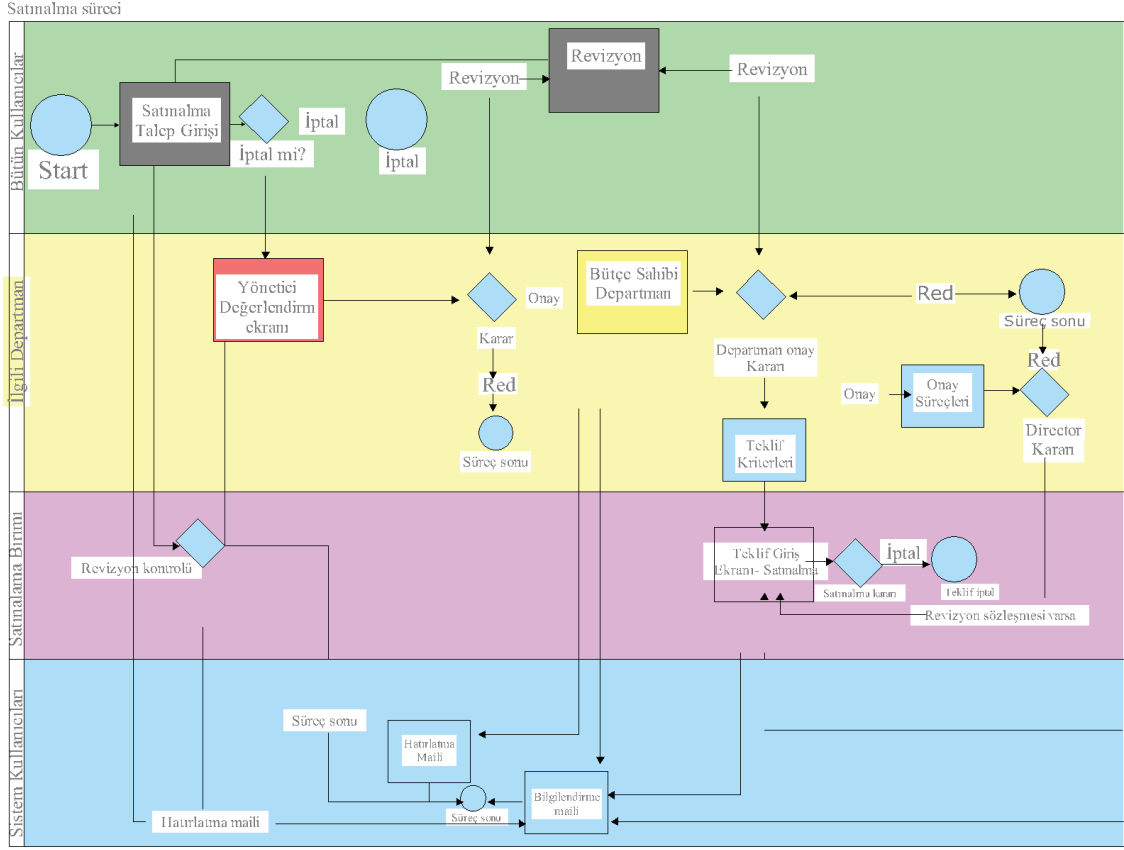 Satınalma süreci
Bütün Kullanıcılar
Start
Satınalma
Talep Girişi
İptal mi?
İptal
İptal
Revizyon
Revizyon
Revizyon
İlgili Departman
Yönetici
Değerlendirm
ekranı
Onay
Karar
Red
Süreç sonu
Bütçe Sahibi
Departman
Departman onay
Kararı
Red
Süreç sonu
Red
Onay
Onay
Süreçleri
Director
Kararı
Teklif
Kriterleri
Satınalama Birimi
Revizyon kontrolü
Teklif Giriş
Ekranı- Satınalma
Satınalma kararı
İptal
Teklif iptal
Revizyon sözleşmesi varsa
Sistem Kullanıcıları
Süreç sonu
Hatırlatma
Maili
Süreç sonu
Bilgilendirme
maili
Hatırlatma maili